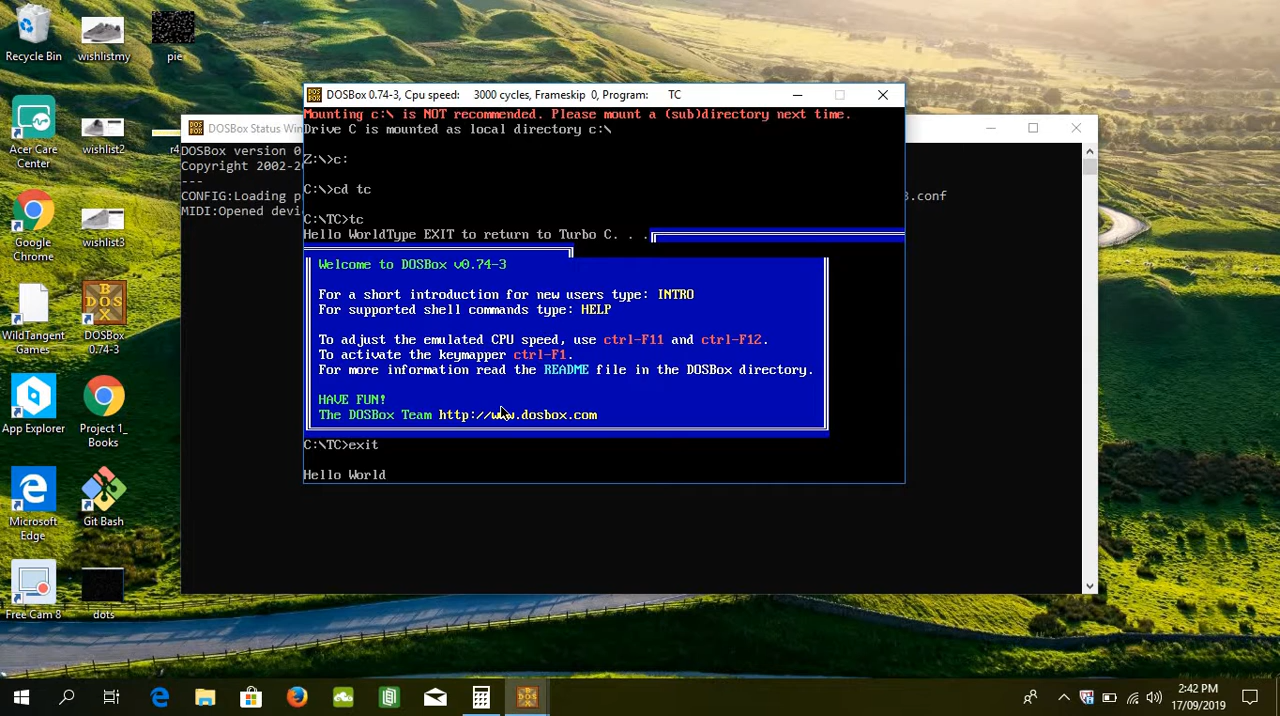 Recycle Bin
wishlistmy
pie
Acer Care
Center
wishlist2
r4
Google
Chrome
wishlist3
WildTangent
Games
DOSBox
0.74-3
App Explorer
Project 1_
Books
Microsoft
Edge
Git Bash
Free Cam 8
dots
DOSBox Status Win
DOSBox version 0
Copyright 2002-2
---
CONFIG:Loading p
3.conf
MIDI:Opened devi
DOSBox 0.74-3, Cpu speed: 3000 cycles, Frameskip 0, Program: TC
Mounting c:\ is NOT recommended. Please mount a (sub)directory next time.
Drive C is mounted as local directory c:\
Z:\>c:
C:\>cd tc
C:\TC>tc
Hello WorldType EXIT to return to Turbo C. . .
Welcome to DOSBox v0.74-3
For a short introduction for new users type: INTRO
For supported shell commands type: HELP
To adjust the emulated CPU speed, use ctrl-F11 and ctrl-F12.
To activate the keymapper ctrl-F1.
For more information read the README file in the DOSBox directory.
HAVE FUN!
The DOSBox Team http://www.dosbox.com
C:\TC>exit
Hello World
2:42 PM
17/09/2019